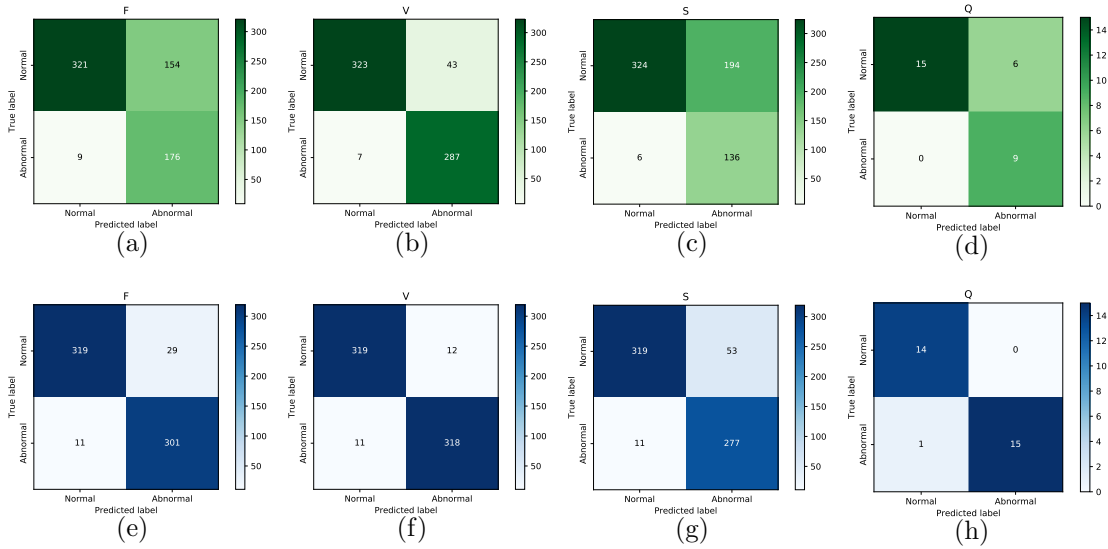 F
True label
Normal
321
154
Abnormal
9
176
Normal
Abnormal
Predicted label
300
250
200
150
100
50
(a)
V
True label
Normal
323
43
Abnormal
7
287
Normal
Abnormal
Predicted label
300
250
200
150
100
50
(b)
S
True label
Normal
324
194
Abnormal
6
136
Normal
Abnormal
Predicted label
300
250
200
150
100
50
(c)
Q
True label
Normal
15
6
Abnormal
0
9
Normal
Abnormal
Predicted label
14
12
10
8
6
4
2
0
(d)
F
True label
Normal
319
29
Abnormal
11
301
Normal
Abnormal
Predicted label
300
250
200
150
100
50
(e)
V
True label
Normal
319
12
Abnormal
11
318
Normal
Abnormal
Predicted label
300
250
200
150
100
50
(f)
S
True label
Normal
319
53
Abnormal
11
277
Normal
Abnormal
Predicted label
300
250
200
150
100
50
(g)
Q
True label
Normal
14
0
Abnormal
1
15
Normal
Abnormal
Predicted label
14
12
10
8
6
4
2
0
(h)